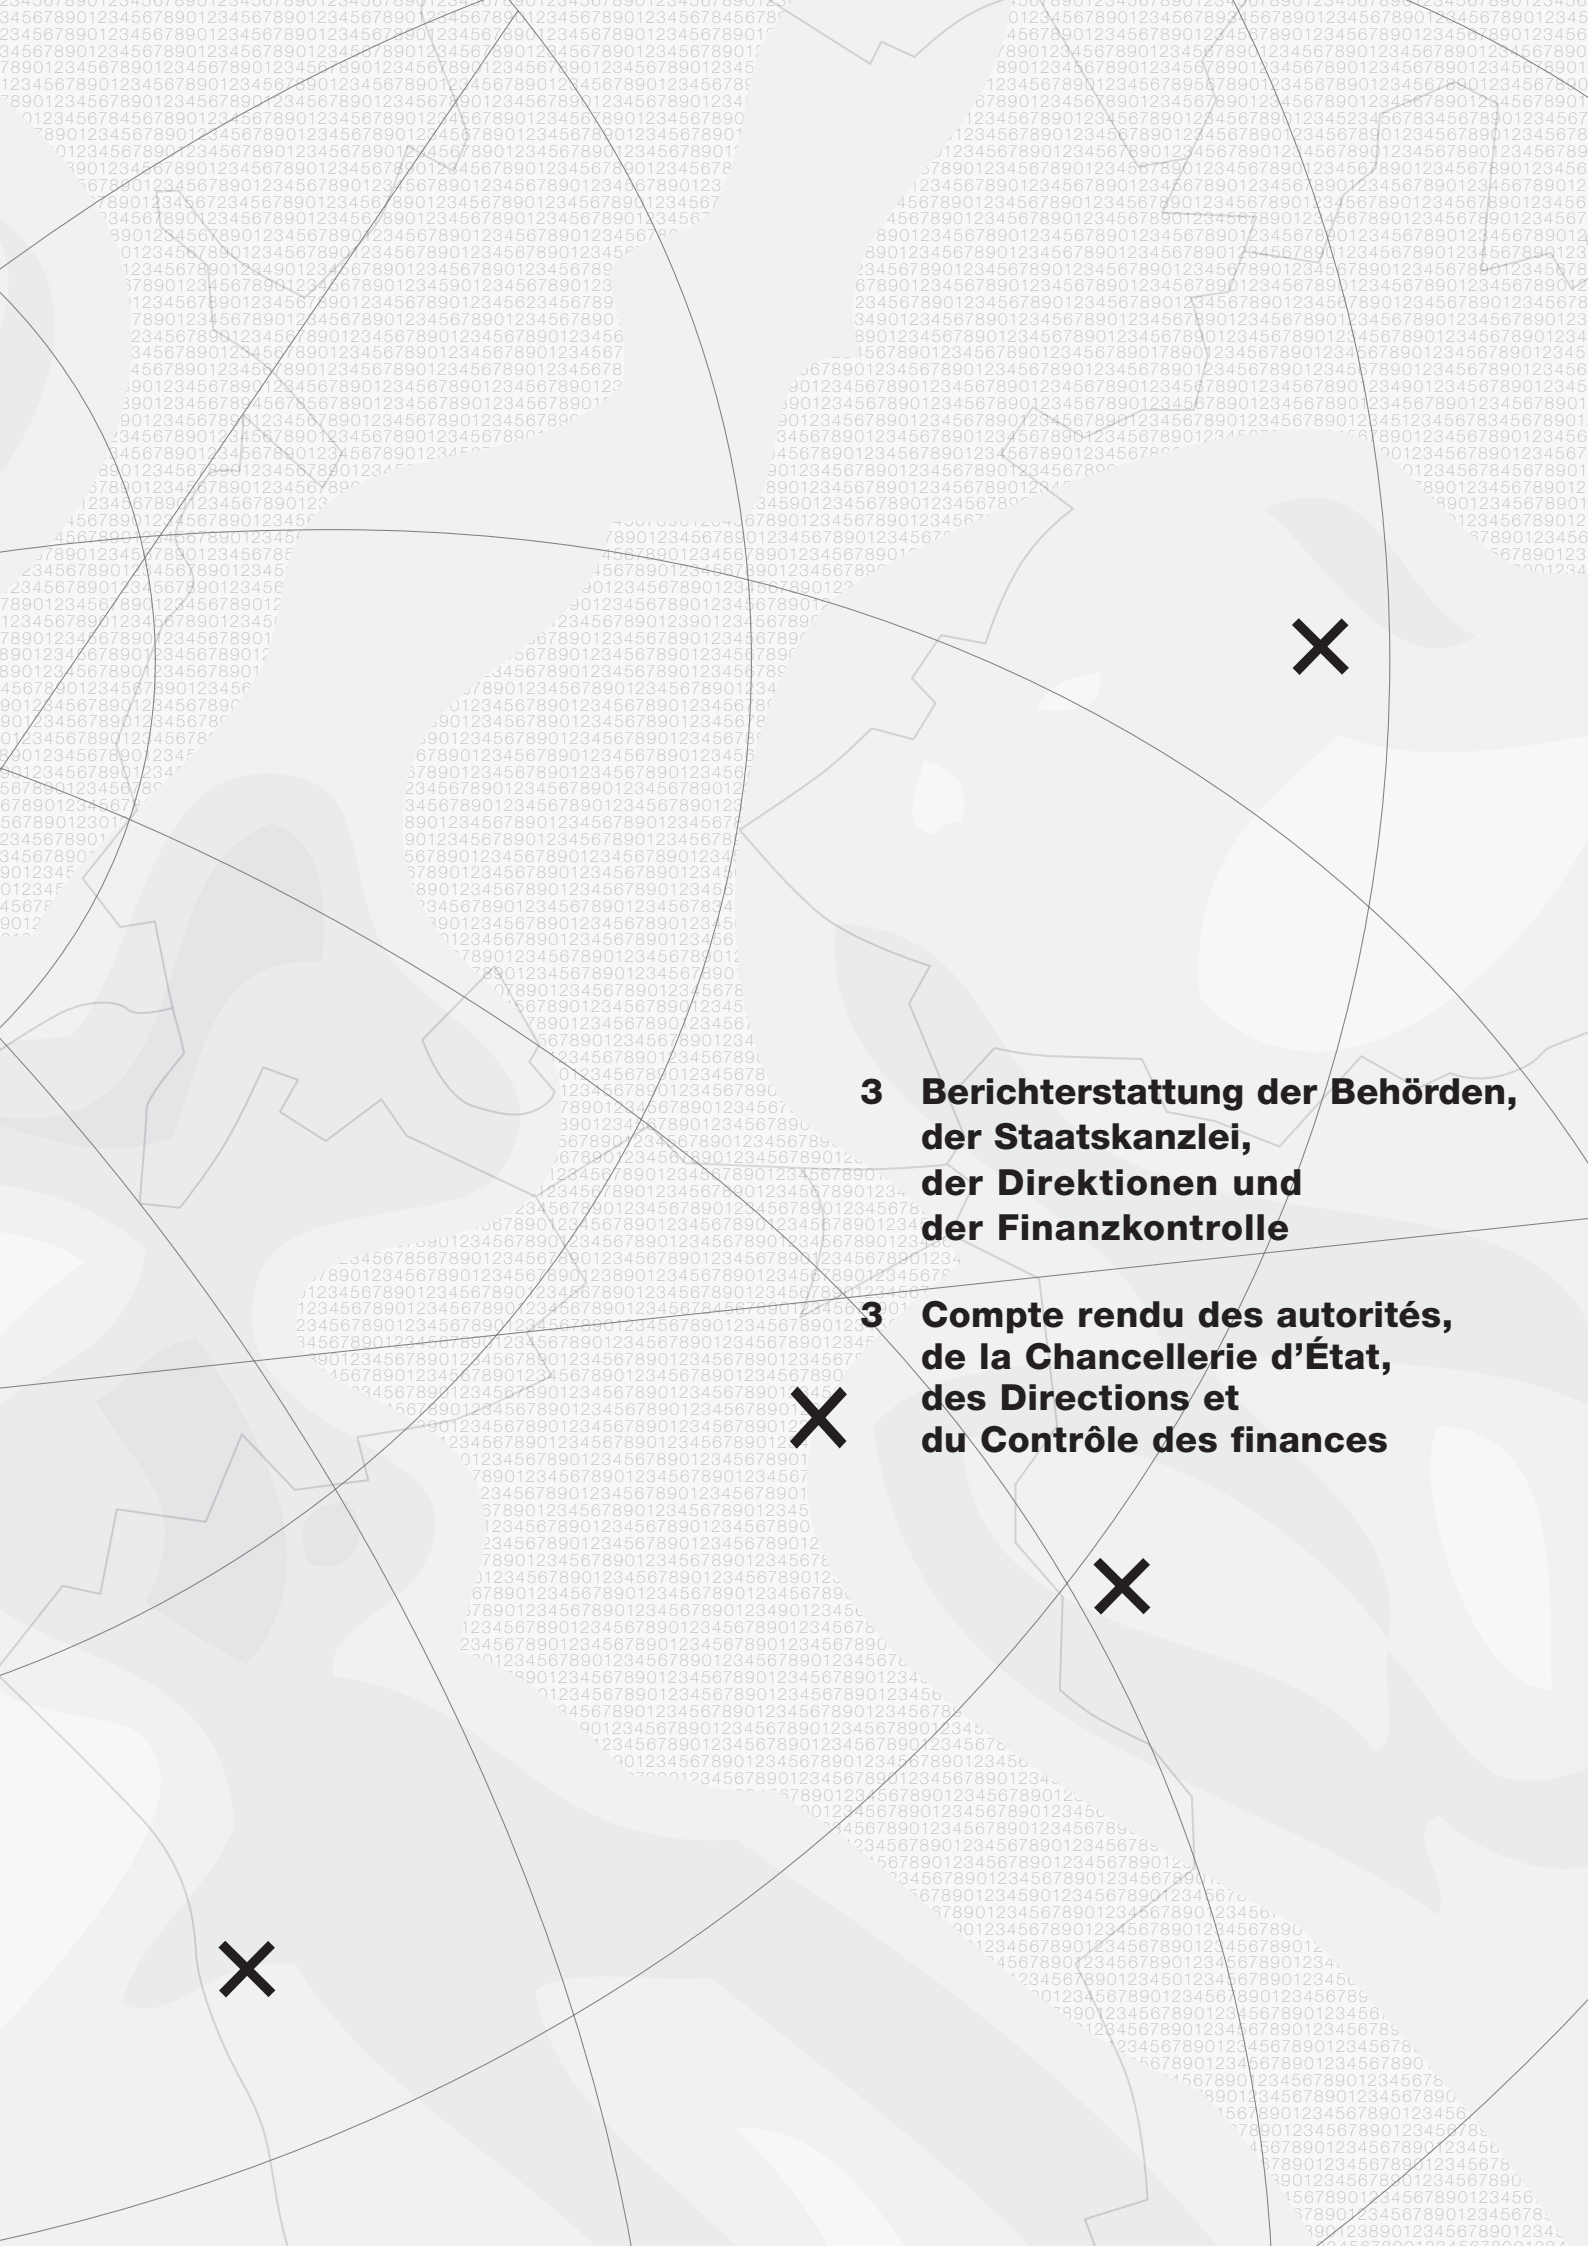 3 Berichterstattung der Behörden,
der Staatskanzlei,
der Direktionen und
der Finanzkontrolle
3 Compte rendu des autorités,
de la Chancellerie d’État,
des Directions et
du Contrôle des finances